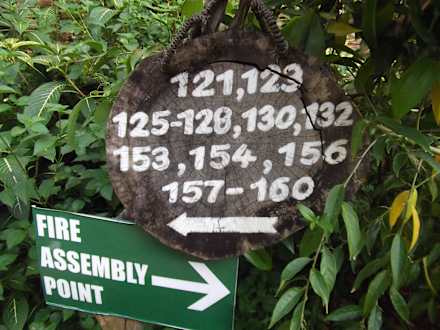 121,123
125-128,130,132
153,154,156
157-160
FIRE
ASSEMBLY
POINT